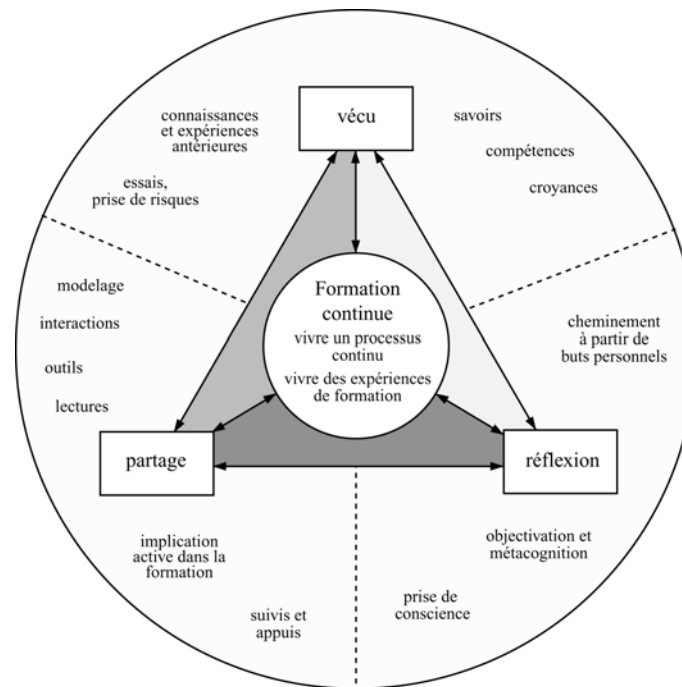 connaissances
et expériences
antérieures
vécu
savoirs
compétences
croyances
essais,
prise de risques
modelage
interactions
outils
lectures
Formation
continue
vivre un processus
continu
vivre des expériences
de formation
cheminement
à partir de
buts personnels
partage
réflexion
implication
active dans la
formation
suivis et
appuis
objectivation et
métacognition
prise de
conscience